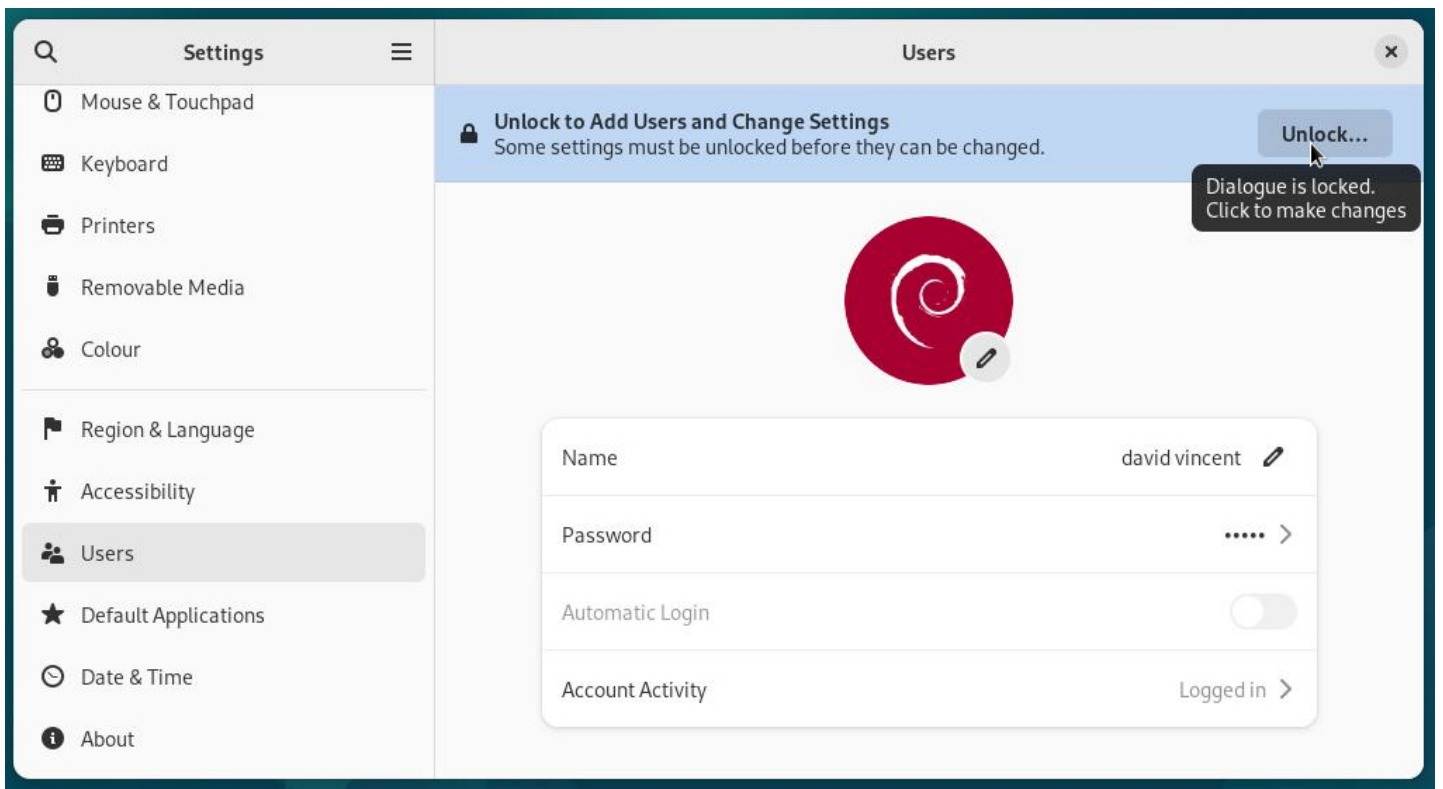 Settings
Users
Mouse & Touchpad
Keyboard
Printers
Removable Media
Colour
Region & Language
Accessibility
Users
Default Applications
Date & Time
About
Unlock to Add Users and Change Settings
Some settings must be unlocked before they can be changed.
Unlock...
Dialogue is locked.
Click to make changes
Name david vincent
Password •••••
Automatic Login
Account Activity Logged in